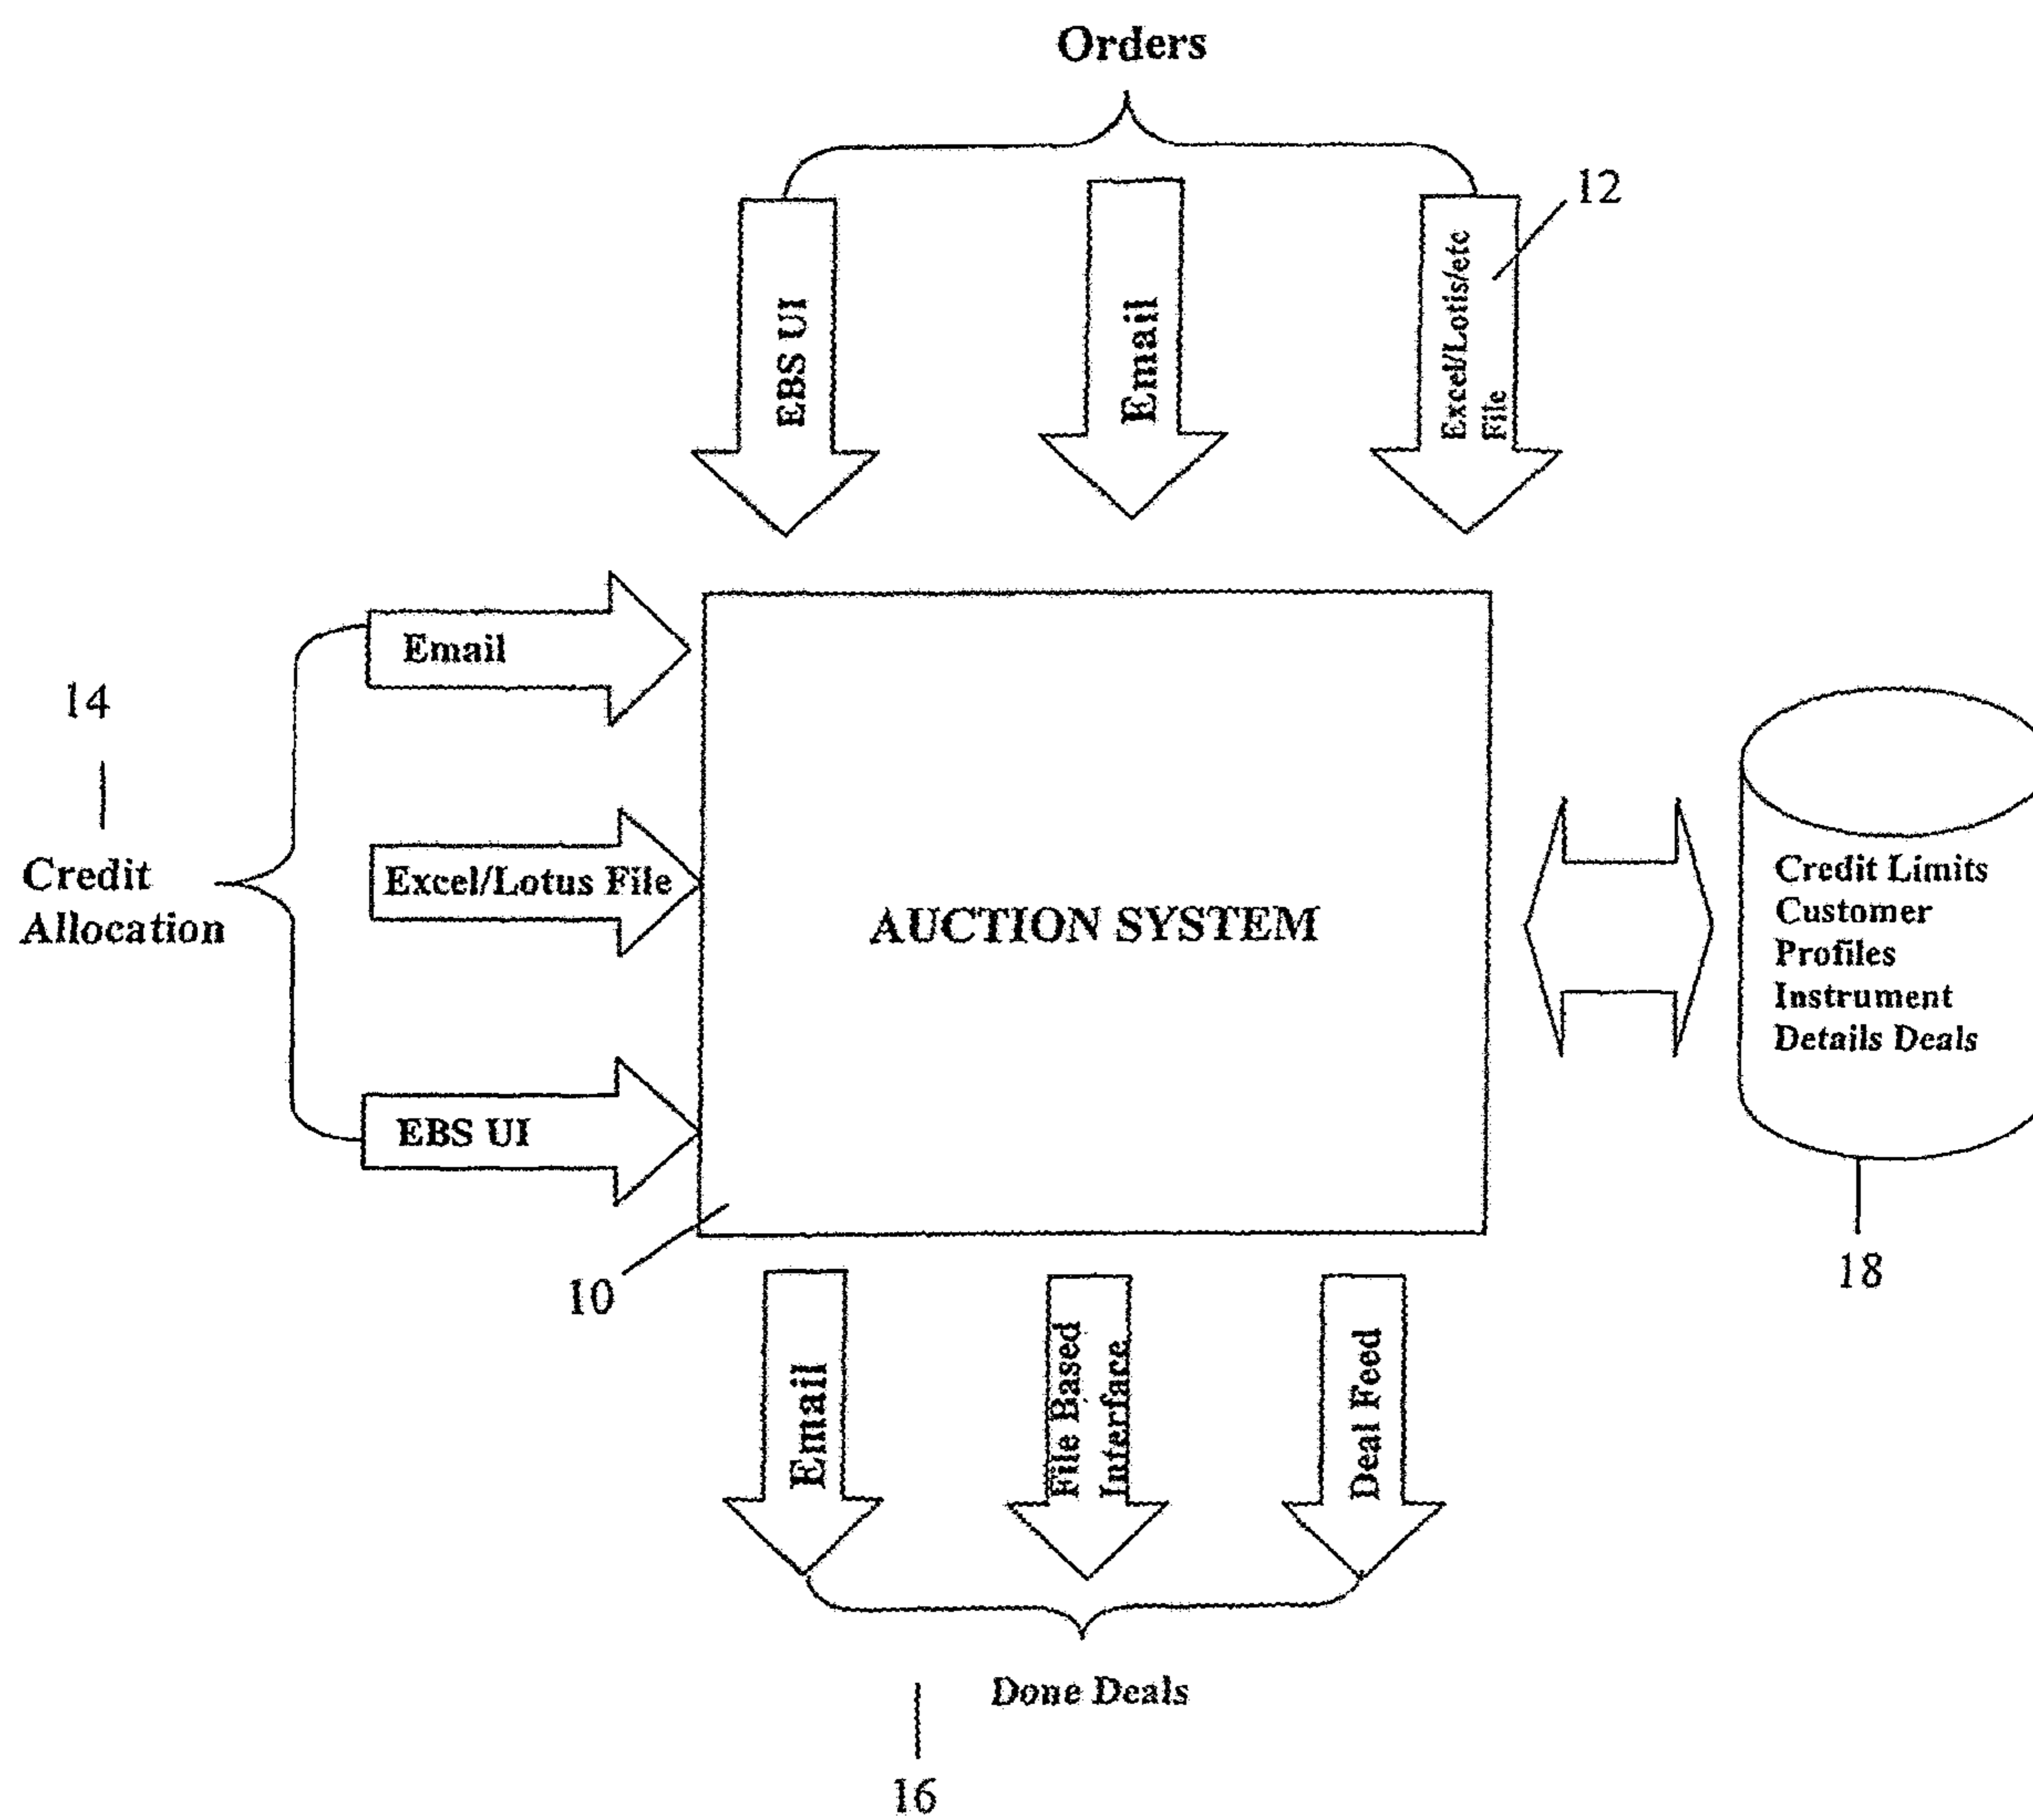 Orders
12
EBS UI
Email
Excel/Lotis/etc
File
14
Credit
Allocation
Email
Excel/Lotus File
EBS UI
AUCTION SYSTEM
Credit Limits
Customer
Profiles
Instrument
Details Deals
10
18
Email
File Based
Interface
Deal Feed
Done Deals
16